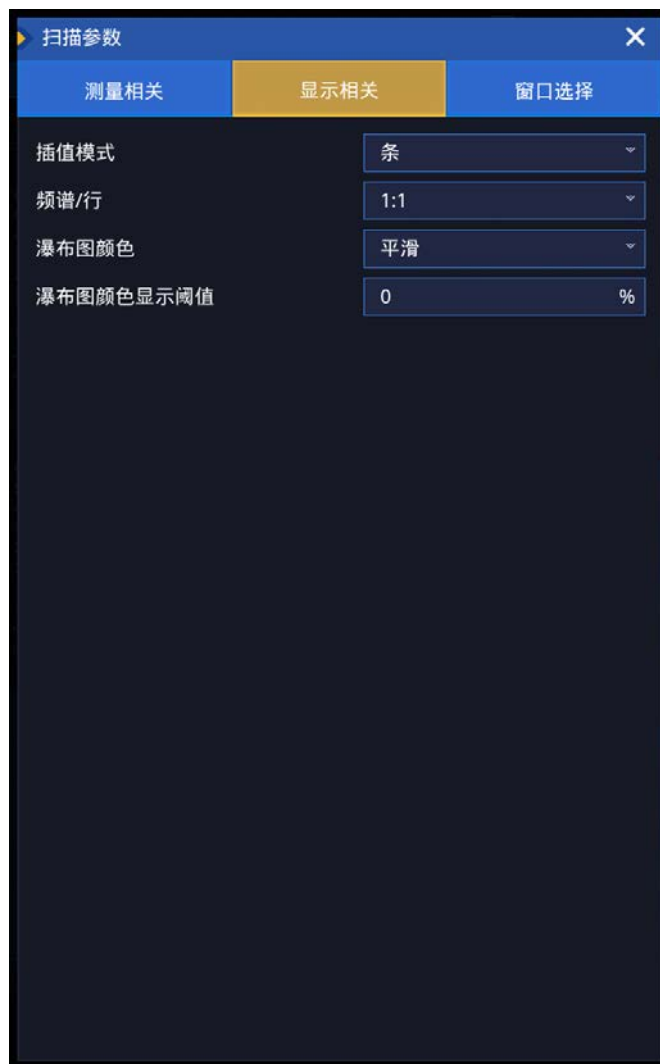 扫描参数
测量相关 显示相关 窗口选择
插值模式 条
频谱/行 1:1
瀑布图颜色 平滑
瀑布图颜色显示阈值 0 %